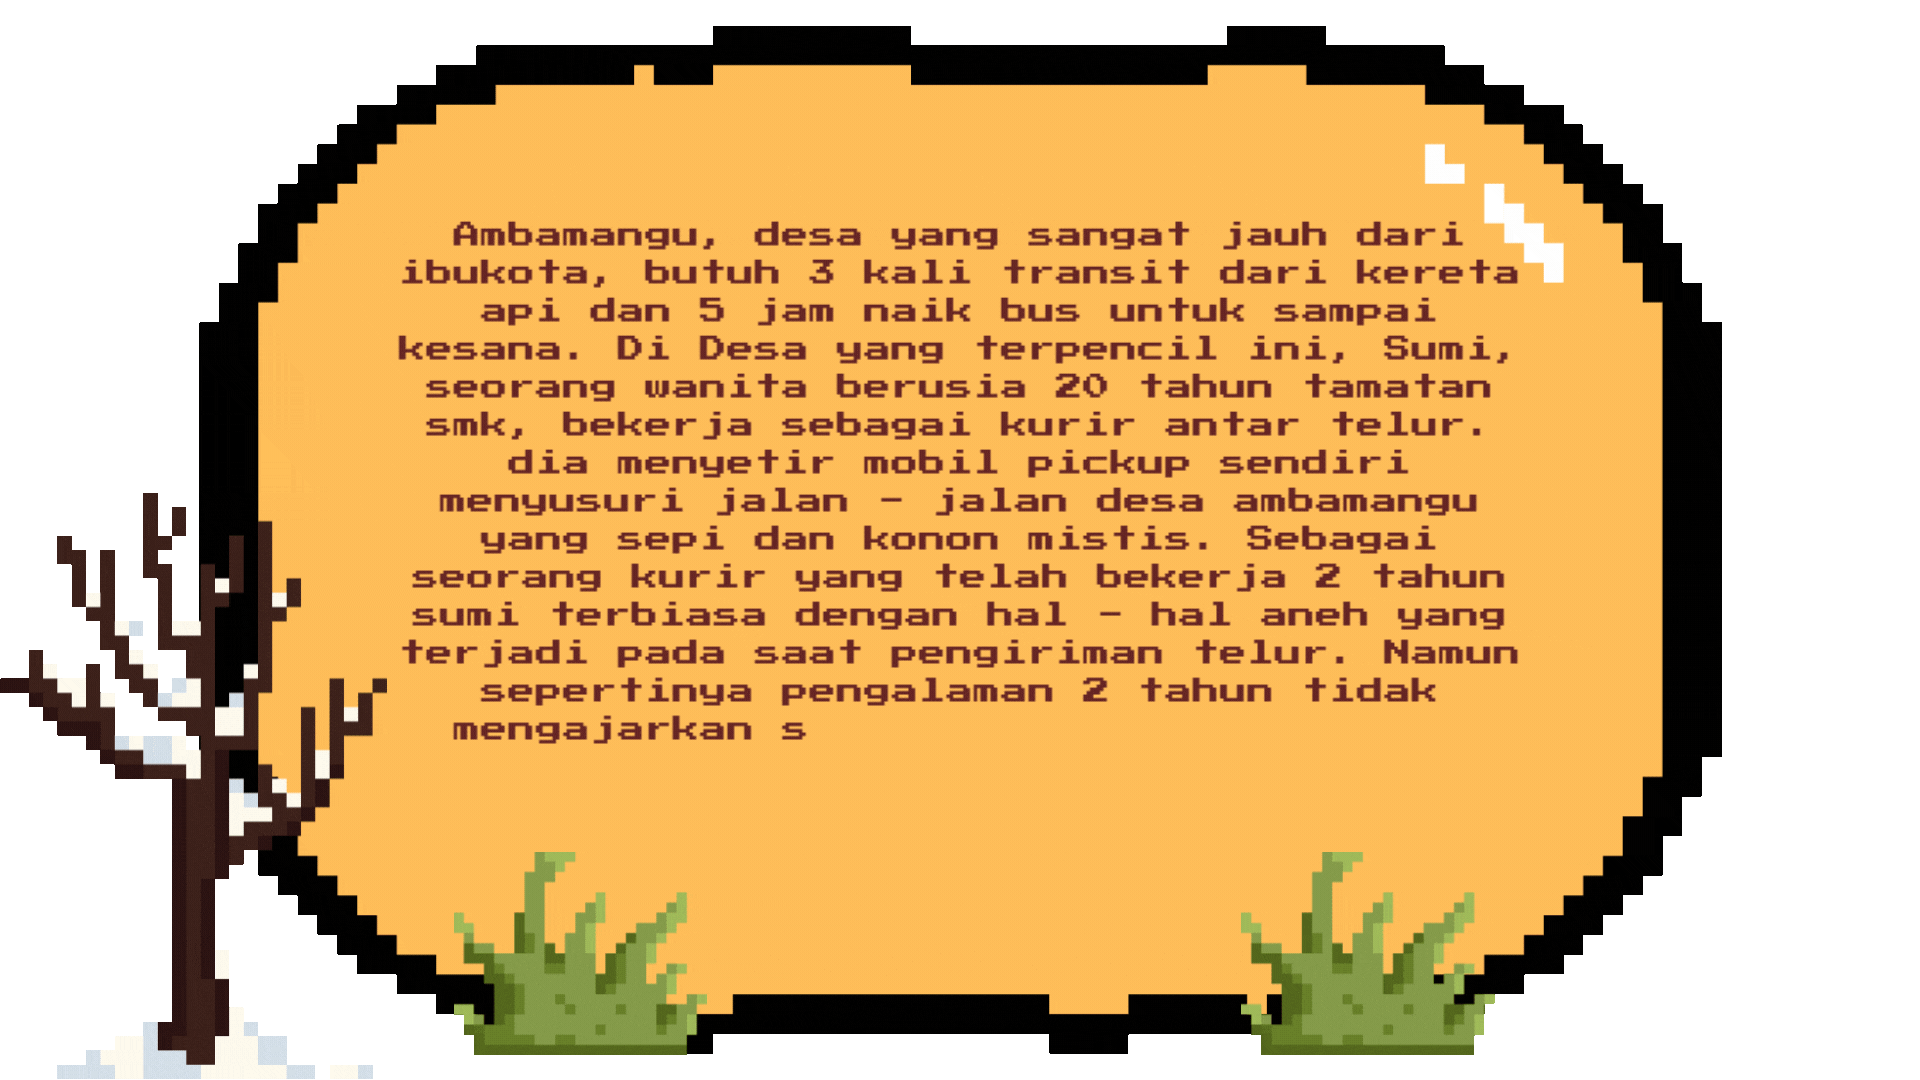 Ambamangu, desa yang sangat jauh dari
ibukota, butuh 3 kali transit dari kereta
api dan 5 jam naik bus untuk sampai
kesana. Di Desa yang terpencil ini, Sumi,
seorang wanita berusia 20 tahun tamatan
smk, bekerja sebagai kurir antar telur.
dia menyetir mobil pickup sendiri
menyusuri jalan - jalan desa ambamangu
yang sepi dan konon mistis. Sebagai
seorang kurir yang telah bekerja 2 tahun
sumi terbiasa dengan hal - hal aneh yang
terjadi pada saat pengiriman telur. Namun
sepertinya pengalaman 2 tahun tidak
mengajarkan s